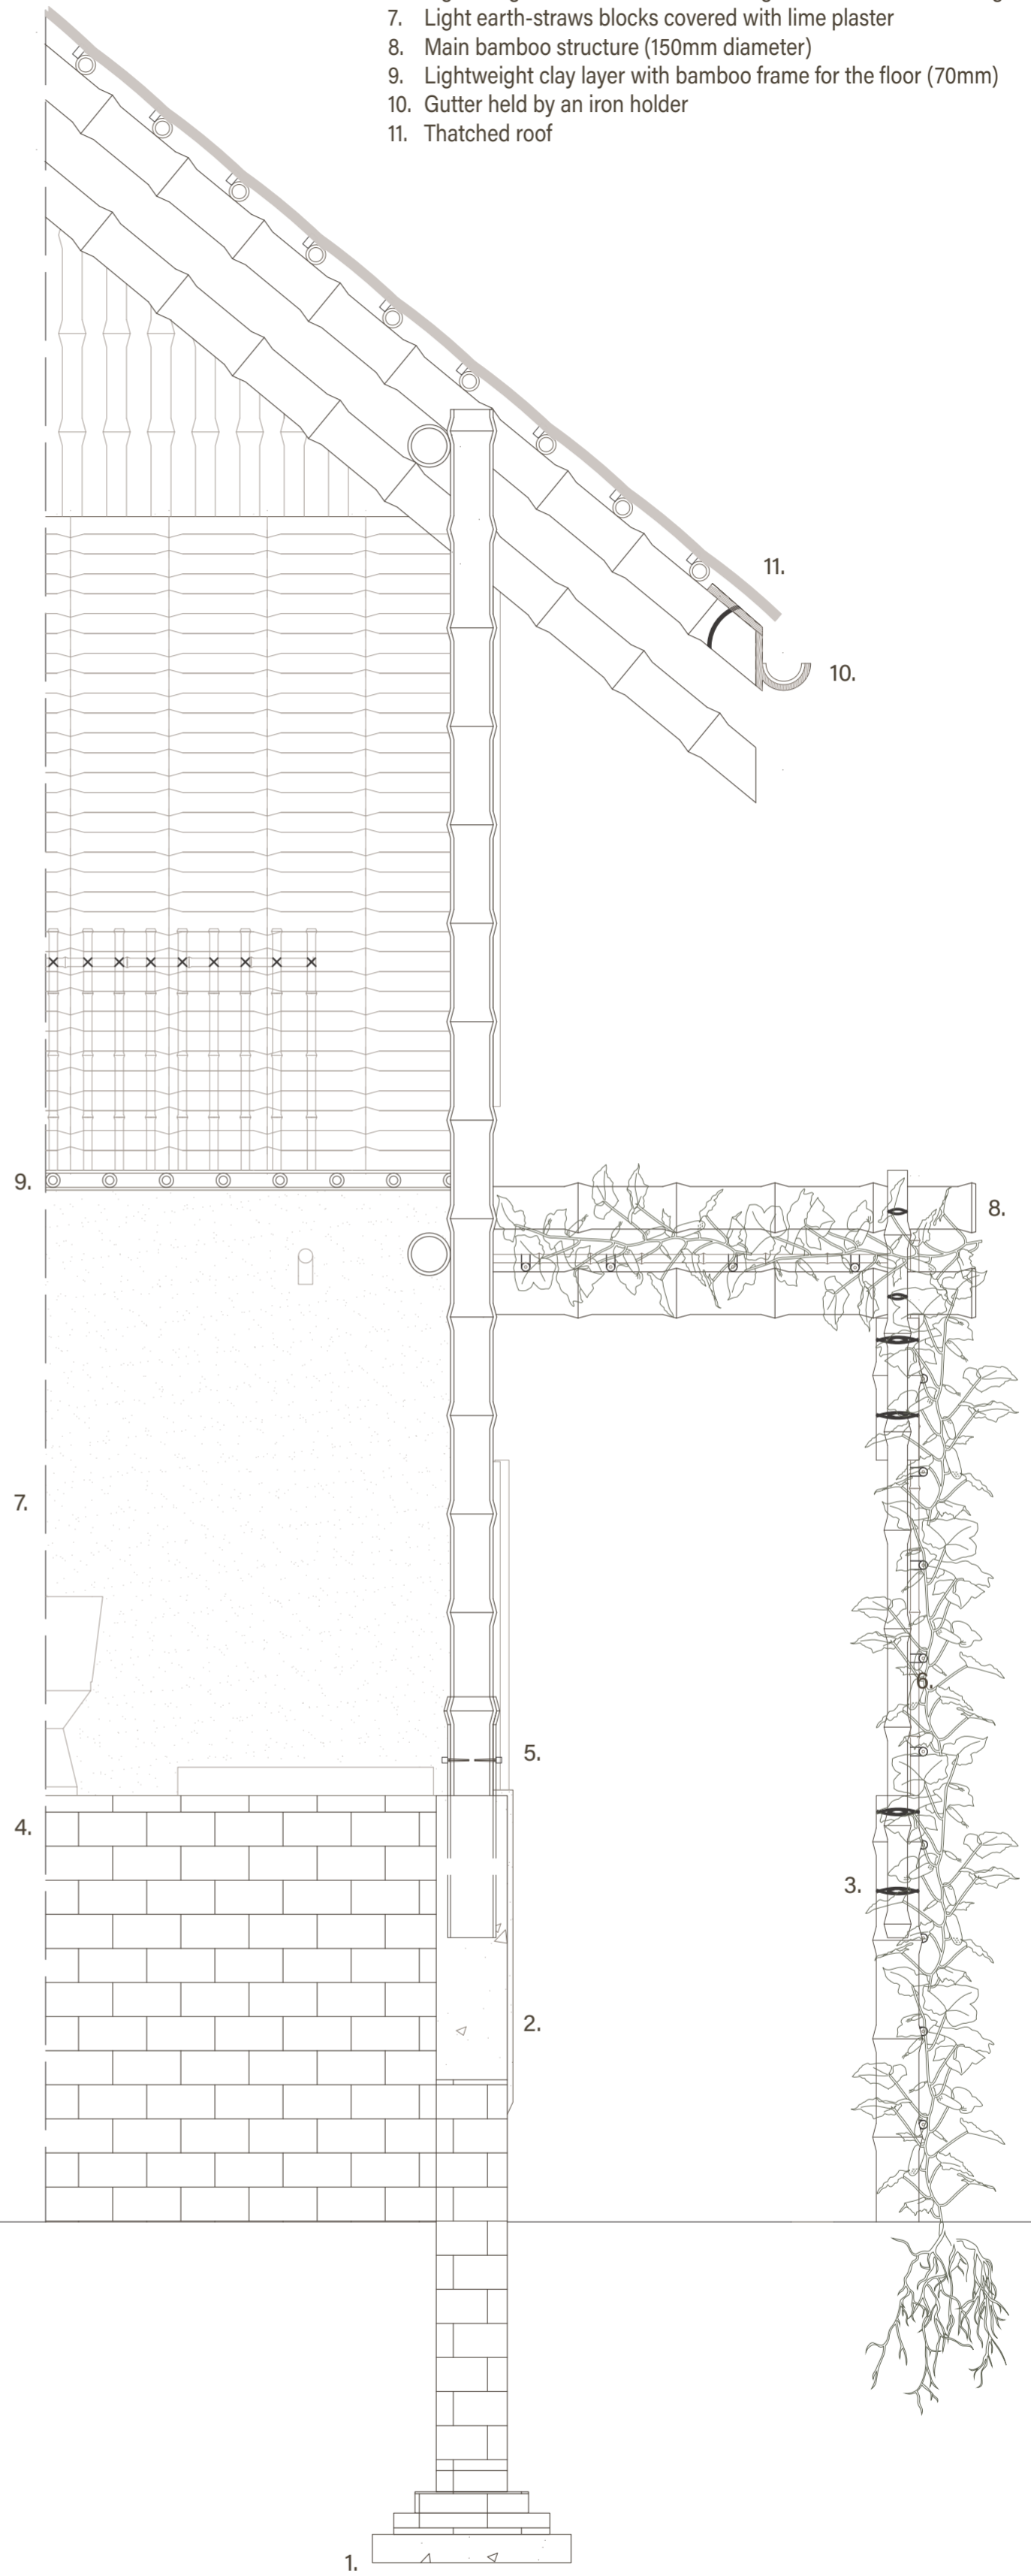 7. Light earth-straws blocks covered with lime plaster
8. Main bamboo structure (150mm diameter)
9. Lightweight clay layer with bamboo frame for the floor (70mm)
10. Gutter held by an iron holder
11. Thatched roof
11.
10.
9.
8.
7.
6.
5.
4.
3.
2.
1.